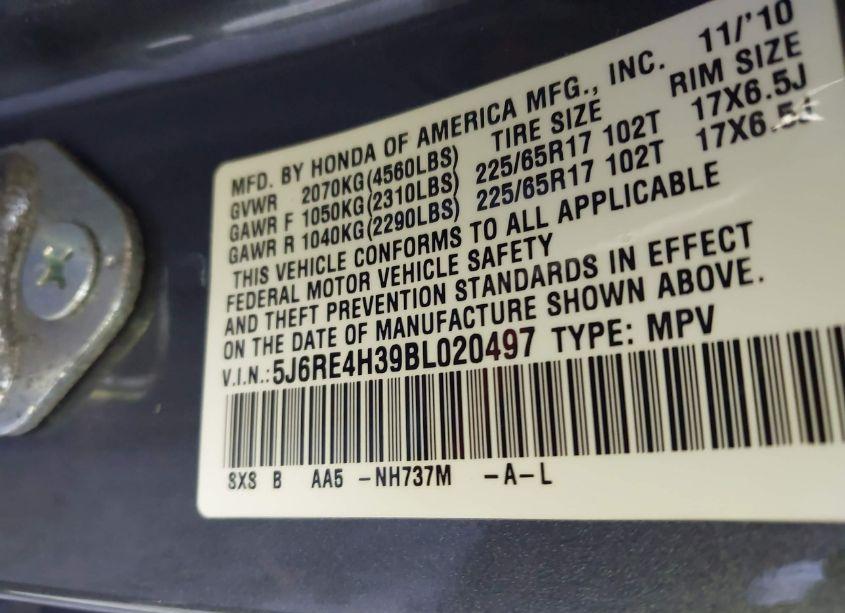 MFD. BY HONDA OF AMERICA MFG., INC. 11/'10
GVWR 2070KG(4560LBS) TIRE SIZE RIM SIZE
GAWR F 1050KG(2310LBS) 225/65R17 102T 17X6.5J
GAWR R 1040KG(2290LBS) 225/65R17 102T 17X6.5J
THIS VEHICLE CONFORMS TO ALL APPLICABLE
FEDERAL MOTOR VEHICLE SAFETY
AND THEFT PREVENTION STANDARDS IN EFFECT
ON THE DATE OF MANUFACTURE SHOWN ABOVE.
V.I.N.:5J6RE4H39BL020497 TYPE: MPV
SXS B AA5 -NH737M -A-L